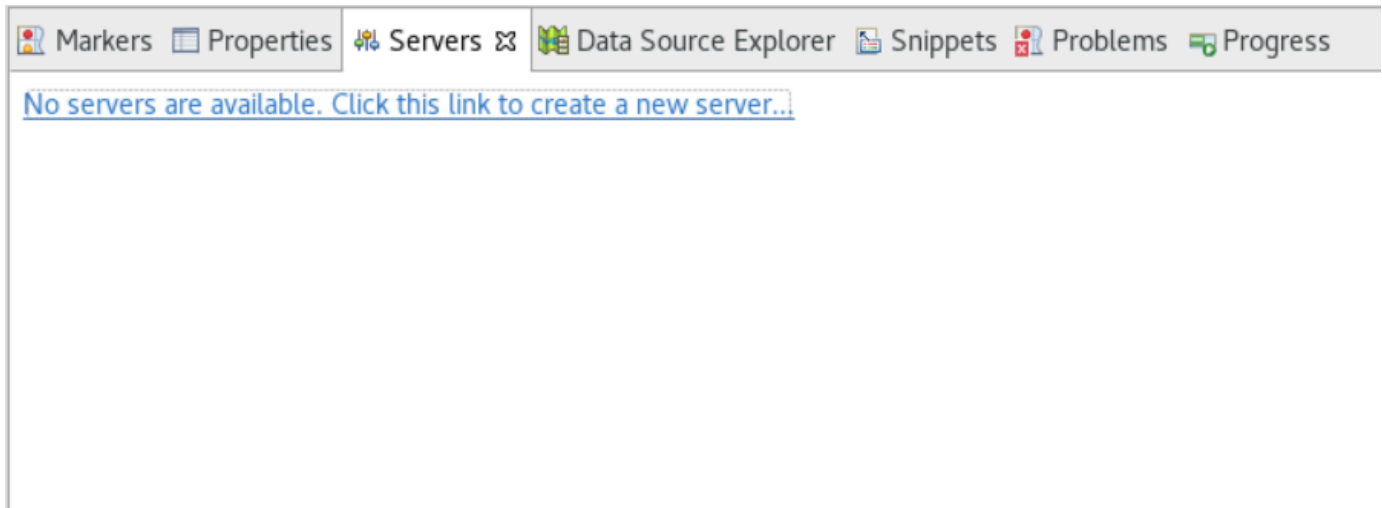 Markers Properties Servers Data Source Explorer Snippets Problems Progress
No servers are available. Click this link to create a new server...